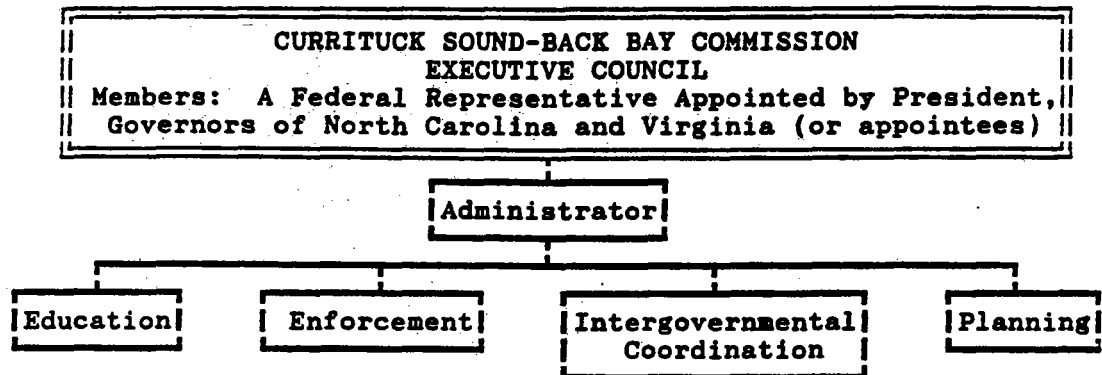 CURRITUCK SOUND-BACK BAY COMMISSION
EXECUTIVE COUNCIL
Members: A Federal Representative Appointed by President,
Governors of North Carolina and Virginia (or appointees)
Administrator
Education
Enforcement
Intergovernmental
Coordination
Planning